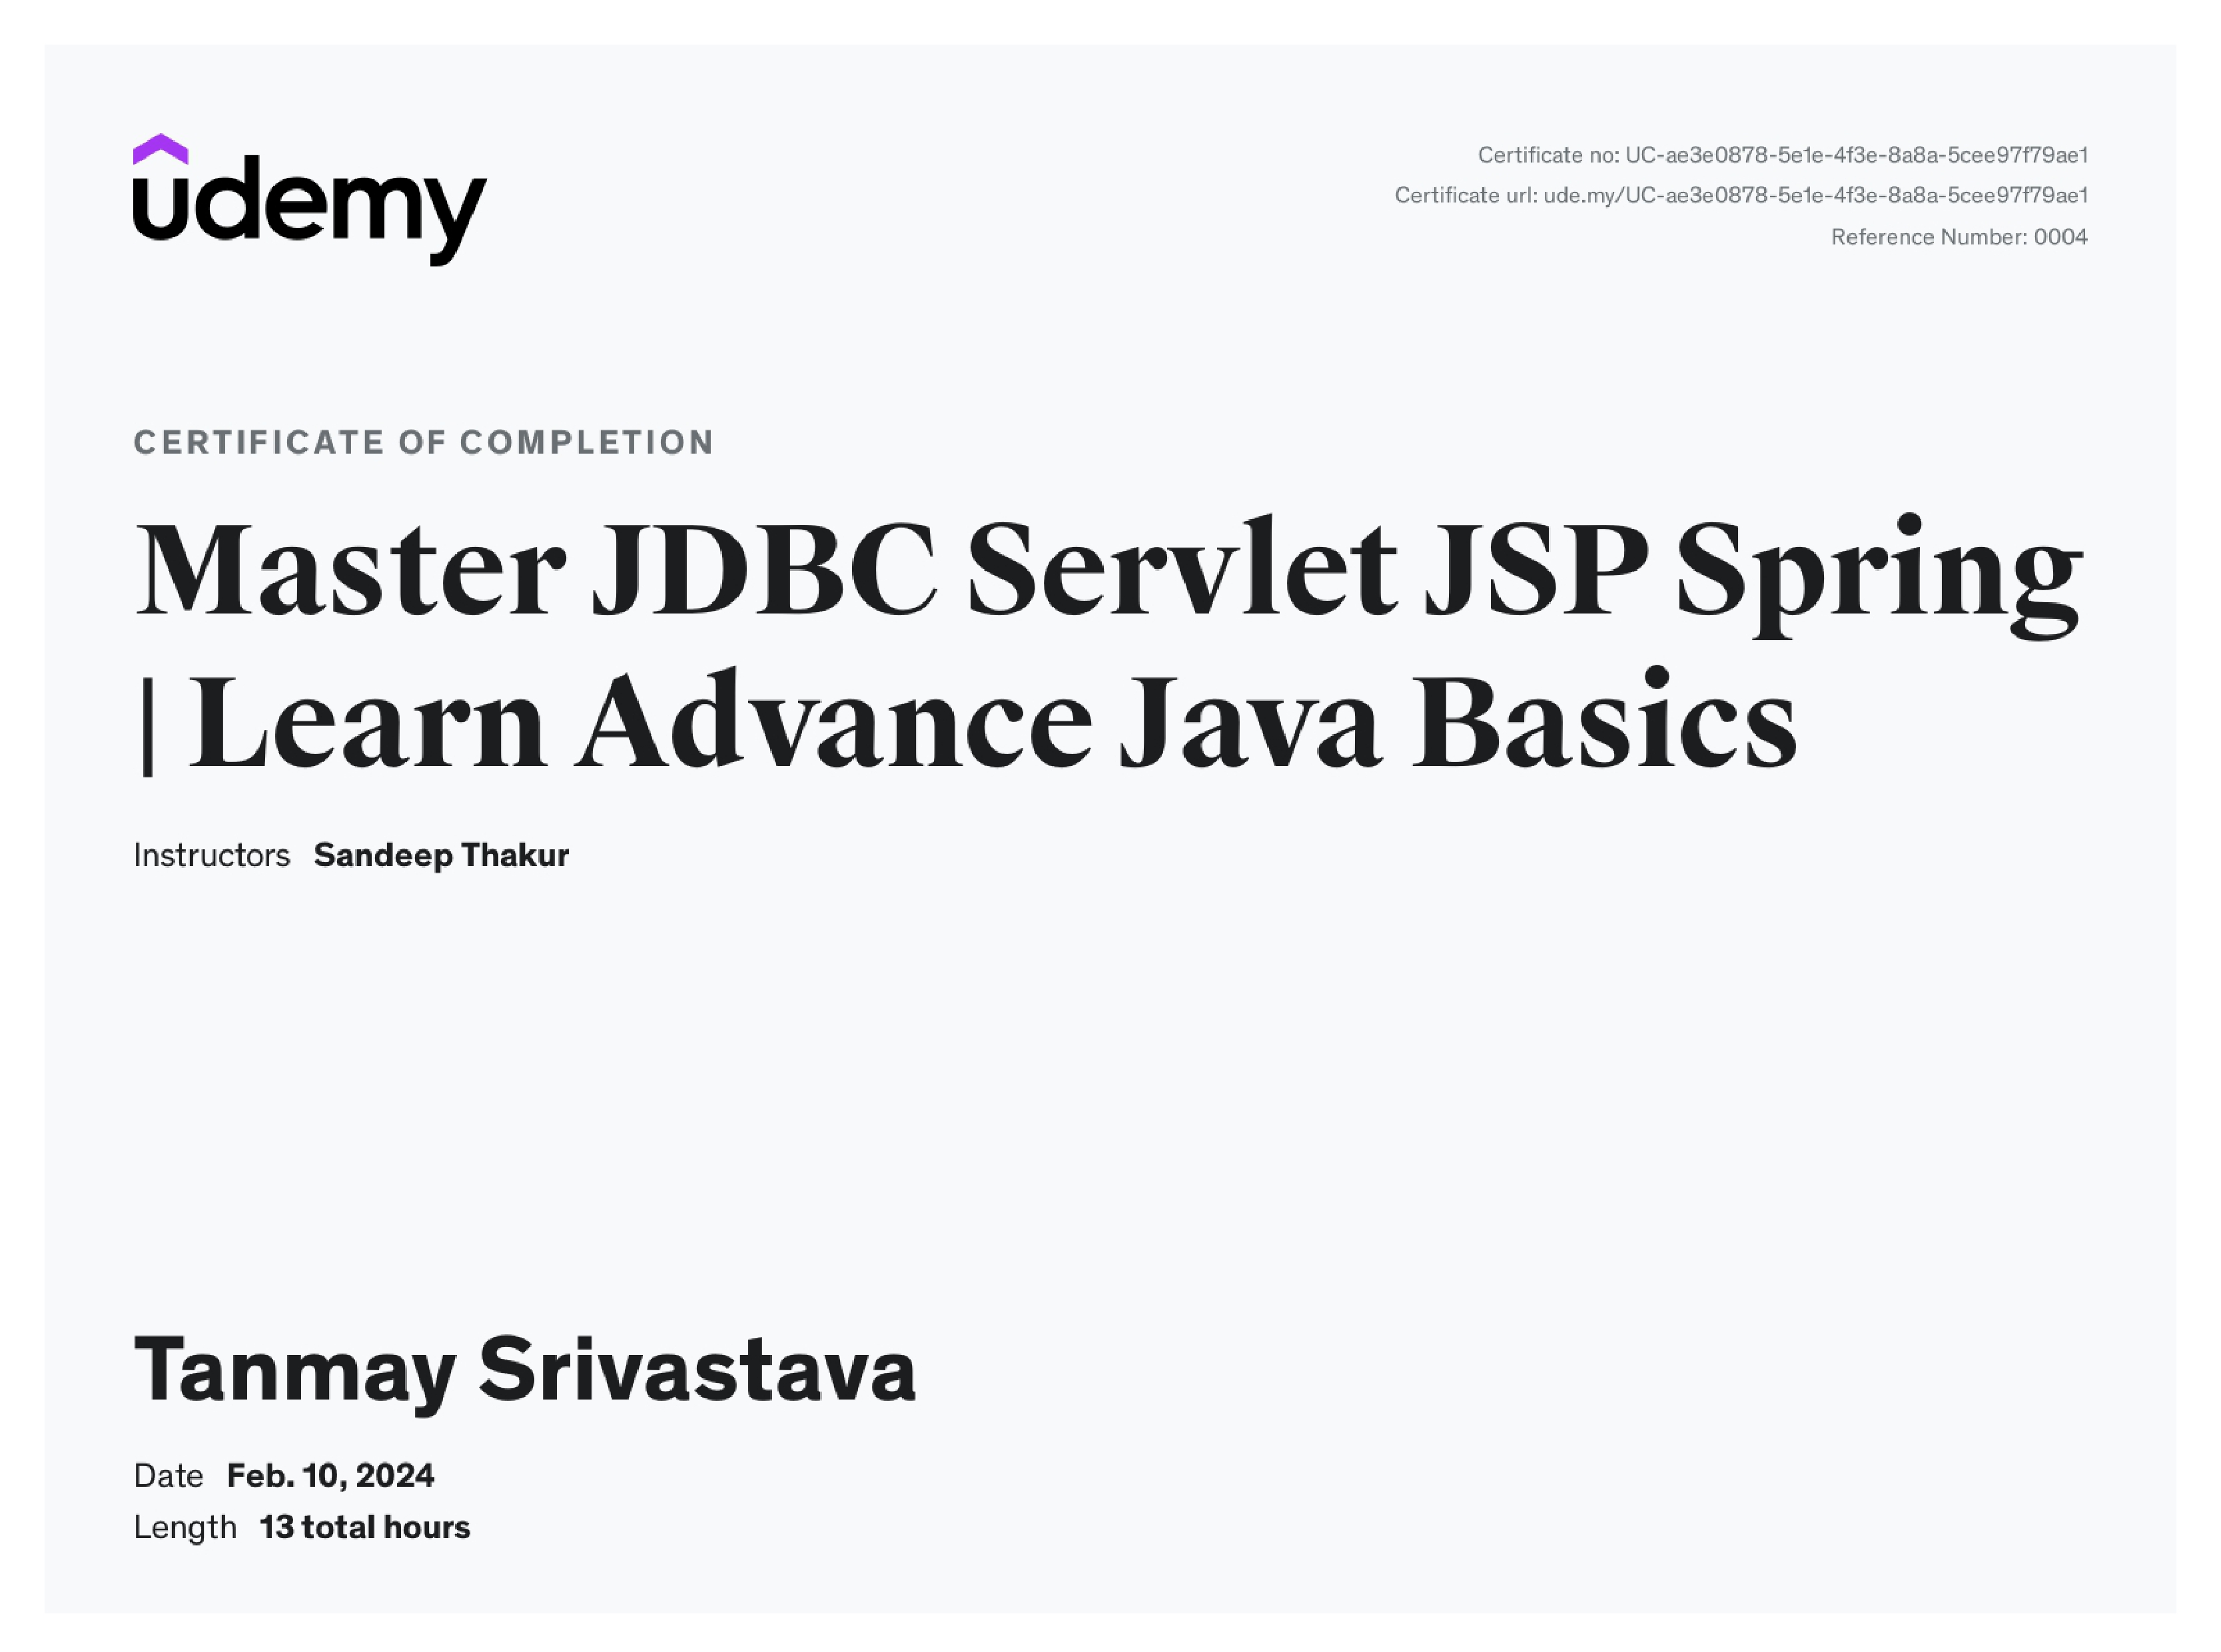 udemy
Certificate no: UC-ae3e0878-5e1e-4f3e-8a8a-5cee97f79ae1
Certificate url: ude.my/UC-ae3e0878-5e1e-4f3e-8a8a-5cee97f79ae1
Reference Number: 0004
CERTIFICATE OF COMPLETION
Master JDBC Servlet JSP Spring
| Learn Advance Java Basics
Instructors Sandeep Thakur
Tanmay Srivastava
Date Feb. 10, 2024
Length 13 total hours